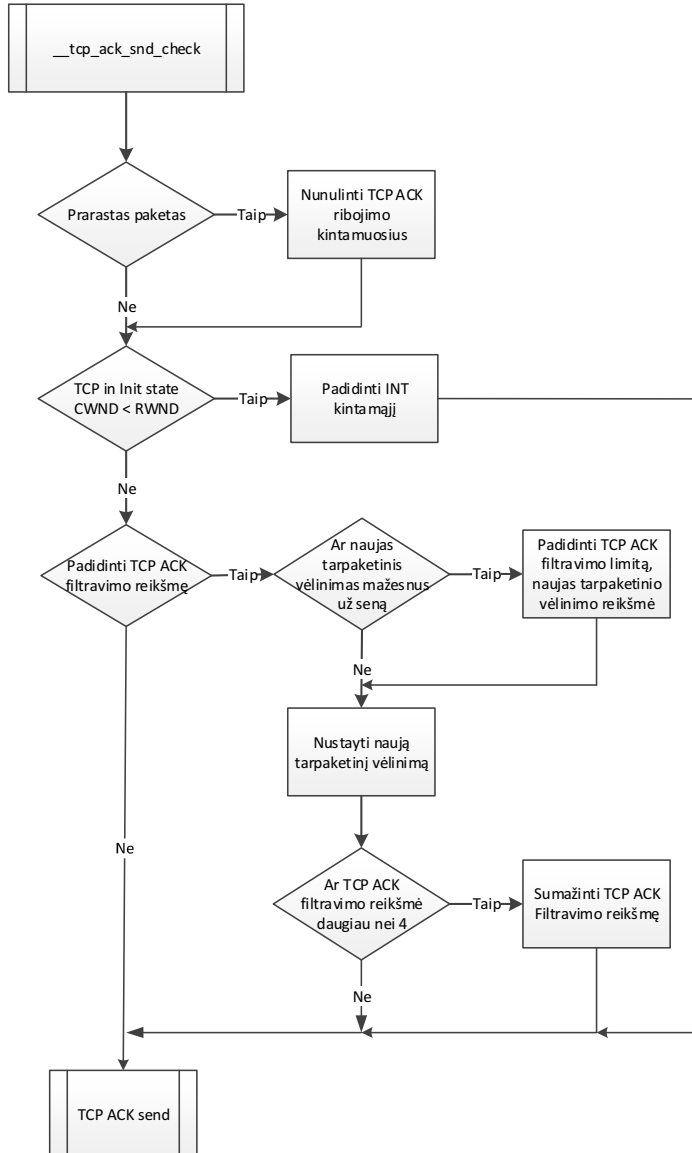 __tcp_ack_snd_check
Prarastas paketas
Taip
Nunulinti TCP ACK
ribojimo
kintamuosius
Ne
TCP in Init state
CWND < RWND
Taip
Padidinti INT
kintamąjį
Ne
Padidinti TCP ACK
filtravimo reikšmę
Taip
Ar naujas
tarpaketinis
vėlinimas mažesnus
už seną
Taip
Padidinti TCP ACK
filtravimo limitą,
naujas tarpaketinio
vėlinimo reikšmė
Ne
Nustayti naują
tarpaketinį vėlinimą
Ne
Ar TCP ACK
filtravimo reikšmė
daugiau nei 4
Taip
Sumažinti TCP ACK
Filtravimo reikšmę
Ne
TCP ACK send